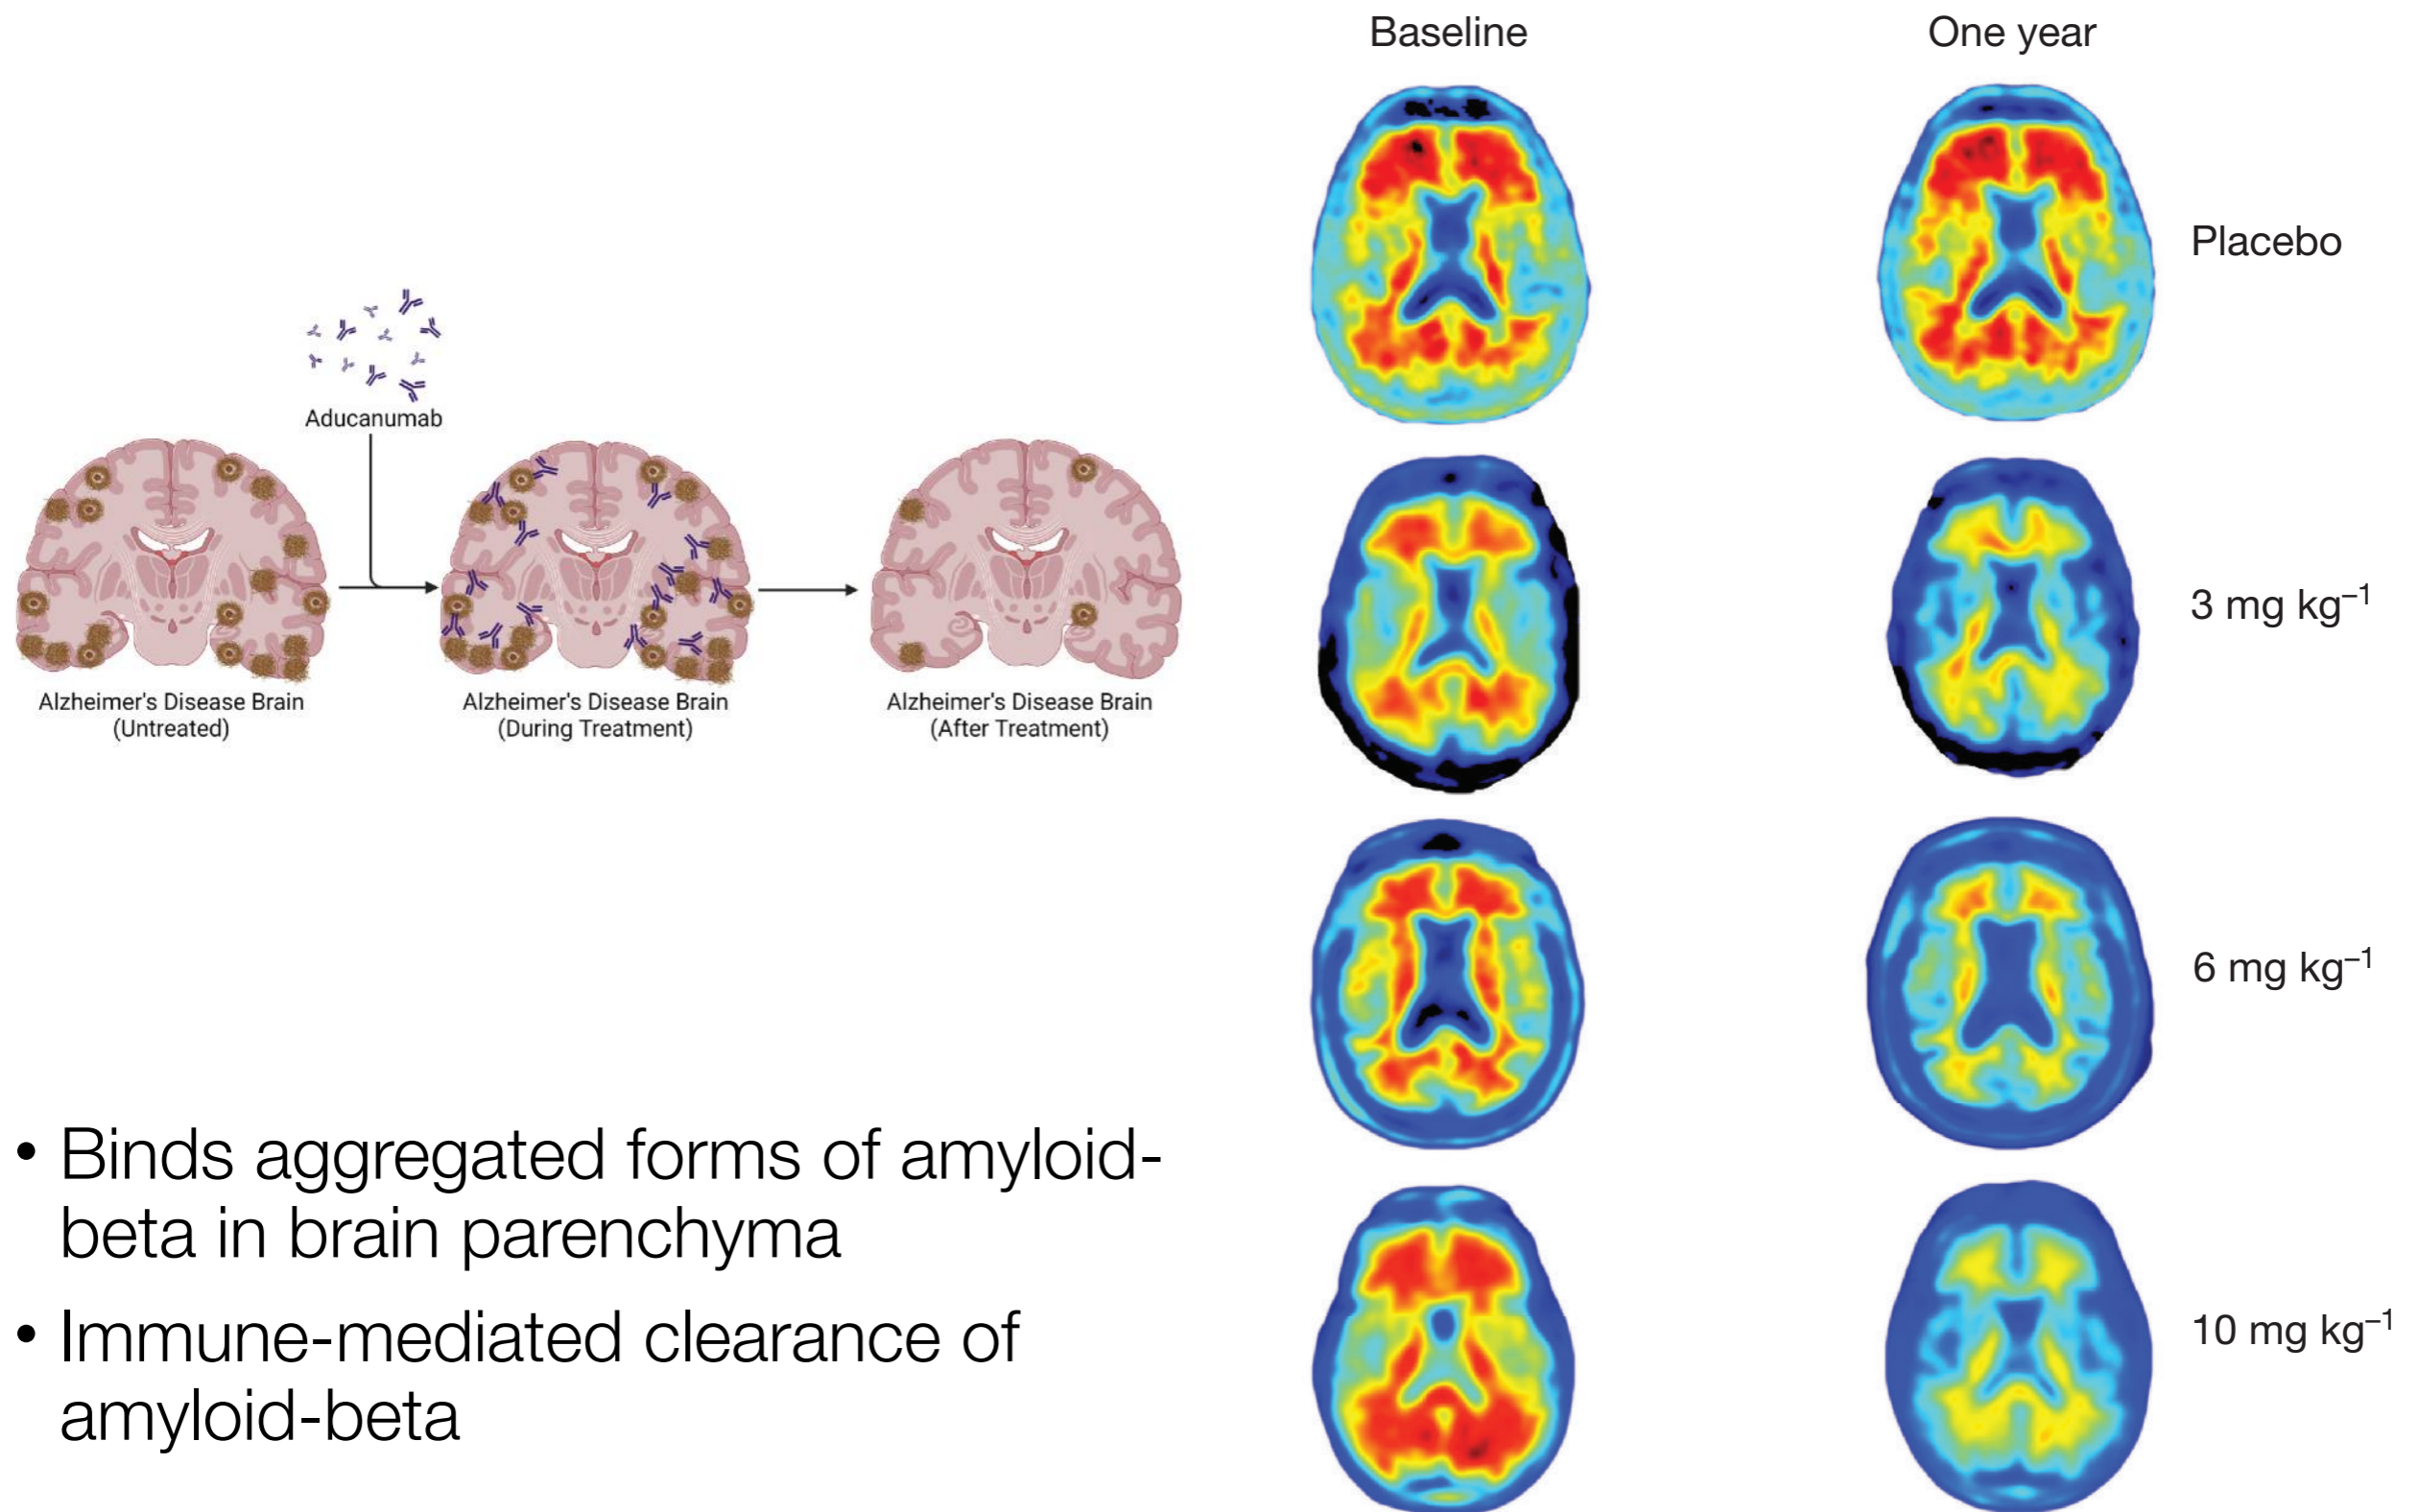 Baseline
One year
Placebo
3 mg kg⁻¹
6 mg kg⁻¹
10 mg kg⁻¹
Aducanumab
Alzheimer's Disease Brain
(Untreated)
Alzheimer's Disease Brain
(During Treatment)
Alzheimer's Disease Brain
(After Treatment)
• Binds aggregated forms of amyloid-
beta in brain parenchyma
• Immune-mediated clearance of
amyloid-beta